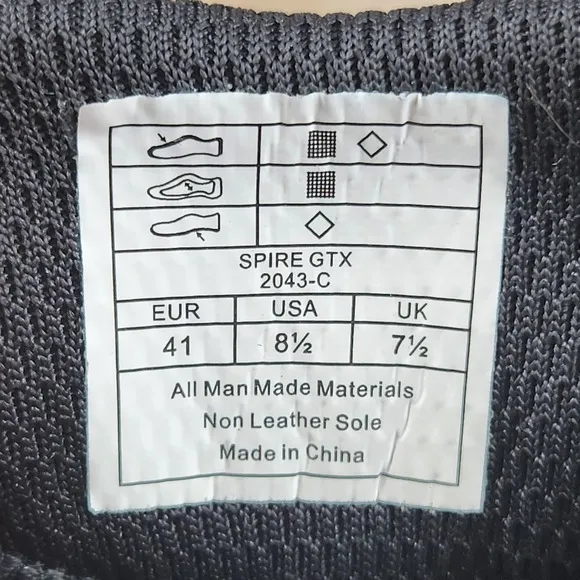 SPIRE GTX
2043-C
EUR USA UK
41 8½ 7½
All Man Made Materials
Non Leather Sole
Made in China